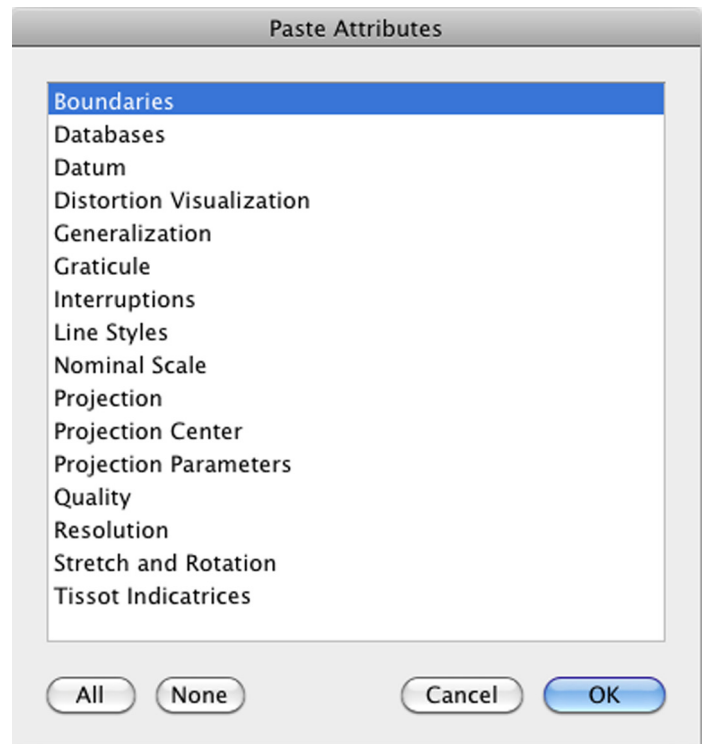 Paste Attributes
Boundaries
Databases
Datum
Distortion Visualization
Generalization
Graticule
Interruptions
Line Styles
Nominal Scale
Projection
Projection Center
Projection Parameters
Quality
Resolution
Stretch and Rotation
Tissot Indicatrices
All None Cancel OK